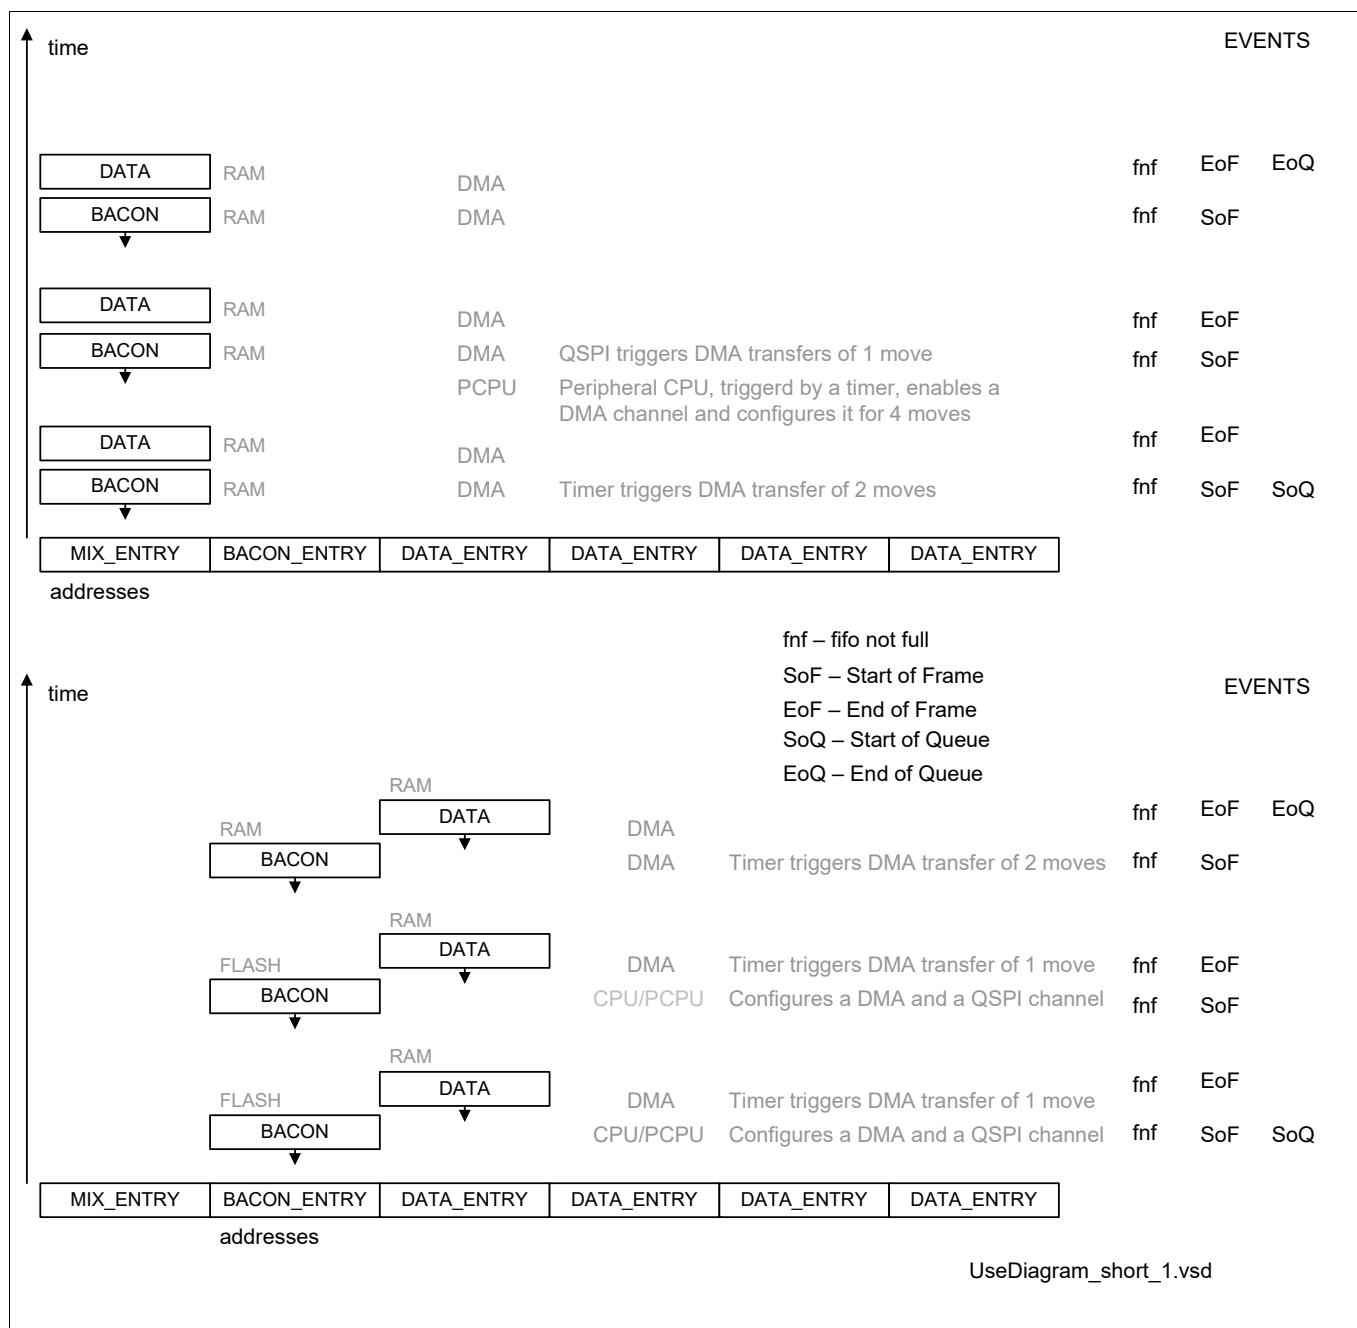 time EVENTS
DATA RAM DMA fnf EoF EoQ
BACON RAM DMA fnf SoF
DATA RAM DMA fnf EoF
BACON RAM DMA QSPI triggers DMA transfers of 1 move fnf SoF
PCPU Peripheral CPU, triggerd by a timer, enables a
DMA channel and configures it for 4 moves
DATA RAM DMA fnf EoF
BACON RAM DMA Timer triggers DMA transfer of 2 moves fnf SoF SoQ
MIX_ENTRY BACON_ENTRY DATA_ENTRY DATA_ENTRY DATA_ENTRY DATA_ENTRY
addresses
fnf – fifo not full
SoF – Start of Frame
EoF – End of Frame
SoQ – Start of Queue
EoQ – End of Queue
time EVENTS
RAM
DATA fnf EoF EoQ
RAM DMA
BACON DMA Timer triggers DMA transfer of 2 moves fnf SoF
RAM
DATA
FLASH DMA Timer triggers DMA transfer of 1 move fnf EoF
BACON CPU/PCPU Configures a DMA and a QSPI channel fnf SoF
RAM
DATA fnf EoF
FLASH DMA Timer triggers DMA transfer of 1 move
BACON CPU/PCPU Configures a DMA and a QSPI channel fnf SoF SoQ
MIX_ENTRY BACON_ENTRY DATA_ENTRY DATA_ENTRY DATA_ENTRY DATA_ENTRY
addresses
UseDiagram_short_1.vsd